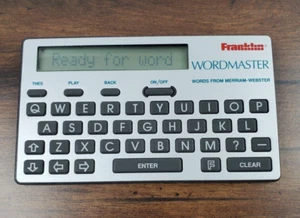 Ready for word
Franklin
WORDMASTER
THES PLAY BACK ON/OFF WORDS FROM MERRIAM-WEBSTER
Q W E R T Y U I O P
A S D F G H J K L
Z X C V B N M ? –
ENTER F CLEAR